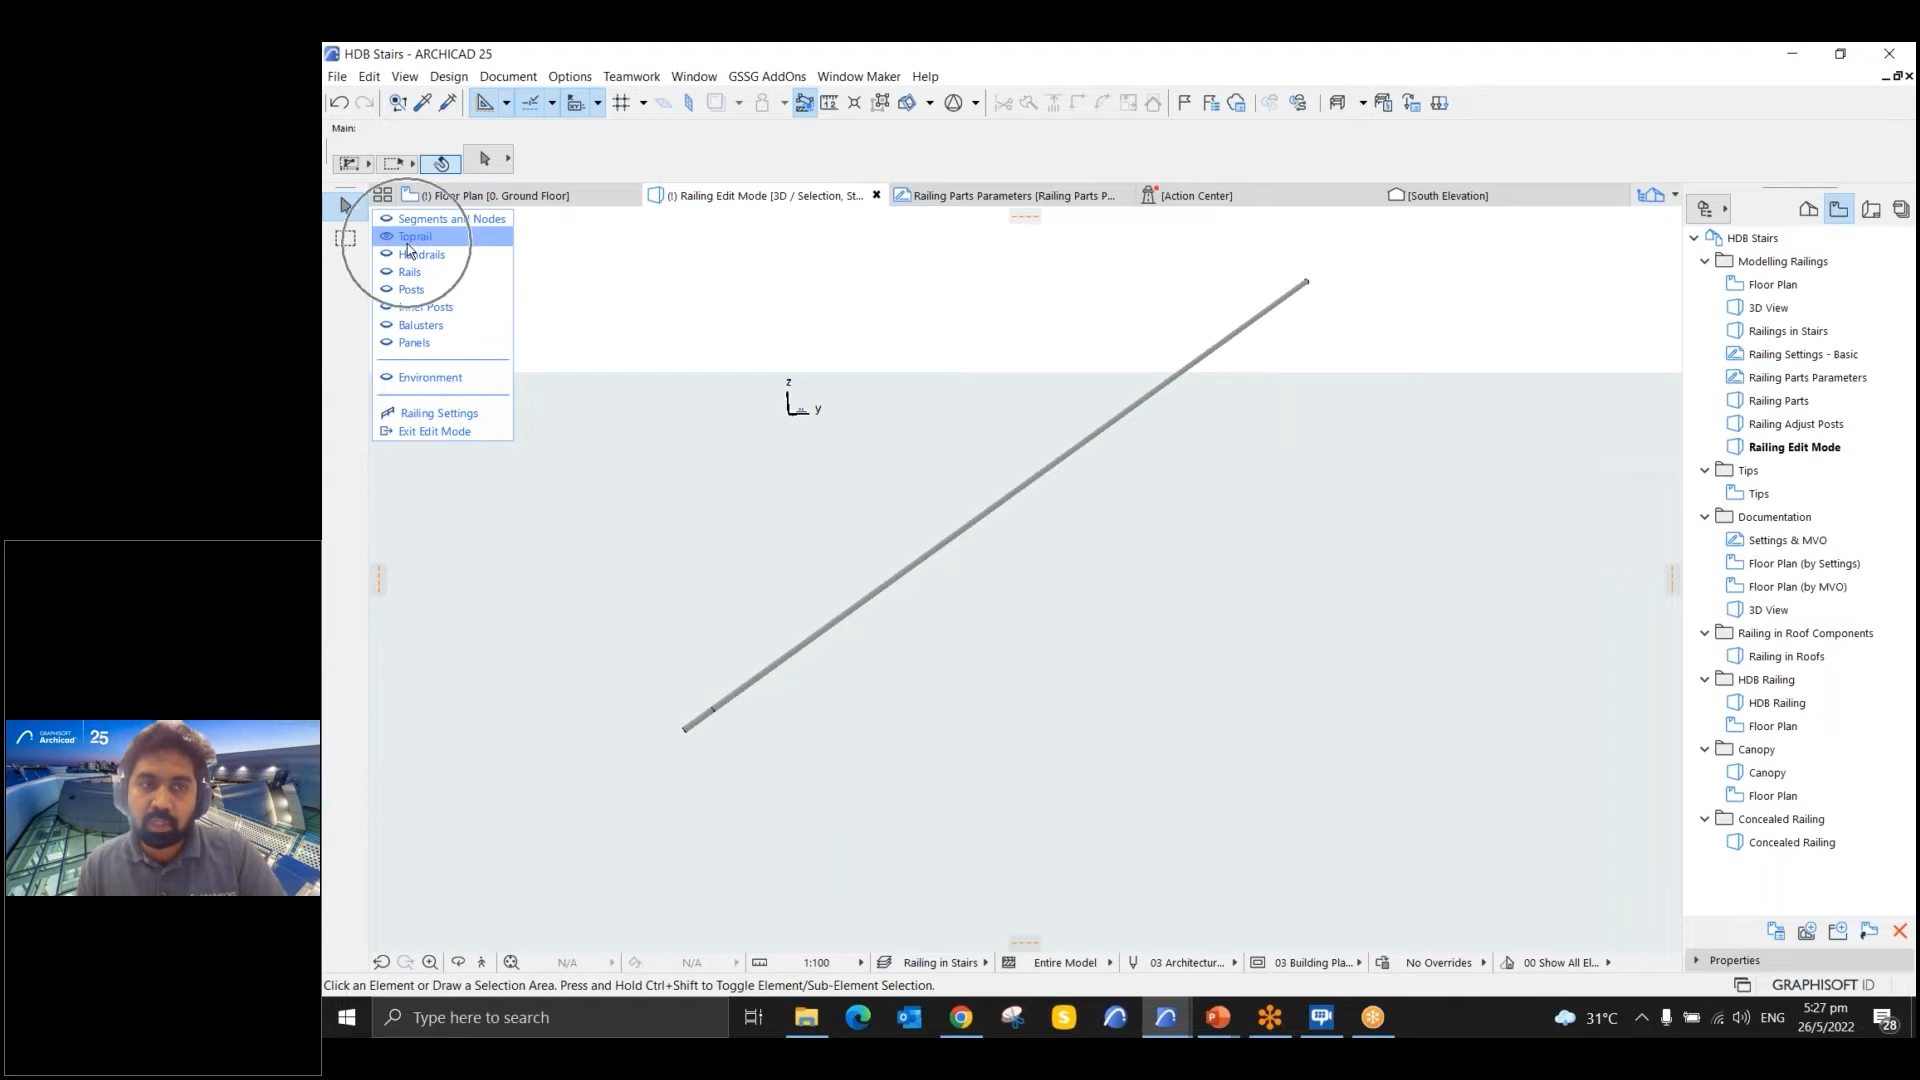 HDB Stairs - ARCHICAD 25
File Edit View Design Document Options Teamwork Window GSSG AddOns Window Maker Help
Main:
(!) Floor Plan [0. Ground Floor]
(!) Railing Edit Mode [3D / Selection, St...
Railing Parts Parameters [Railing Parts P...
[Action Center]
[South Elevation]
Segments and Nodes
Toprail
Handrails
Rails
Posts
Inner Posts
Balusters
Panels
Environment
Railing Settings
Exit Edit Mode
z
y
HDB Stairs
Modelling Railings
Floor Plan
3D View
Railings in Stairs
Railing Settings - Basic
Railing Parts Parameters
Railing Parts
Railing Adjust Posts
Railing Edit Mode
Tips
Tips
Documentation
Settings & MVO
Floor Plan (by Settings)
Floor Plan (by MVO)
3D View
Railing in Roof Components
Railing in Roofs
HDB Railing
HDB Railing
Floor Plan
Canopy
Canopy
Floor Plan
Concealed Railing
Concealed Railing
Properties
GRAPHISOFT
Archicad 25
N/A N/A 1:100 Railing in Stairs Entire Model 03 Architectur... 03 Building Pla... No Overrides 00 Show All El...
Click an Element or Draw a Selection Area. Press and Hold Ctrl+Shift to Toggle Element/Sub-Element Selection.
GRAPHISOFT ID
Type here to search
31°C
ENG
5:27 pm
26/5/2022
28